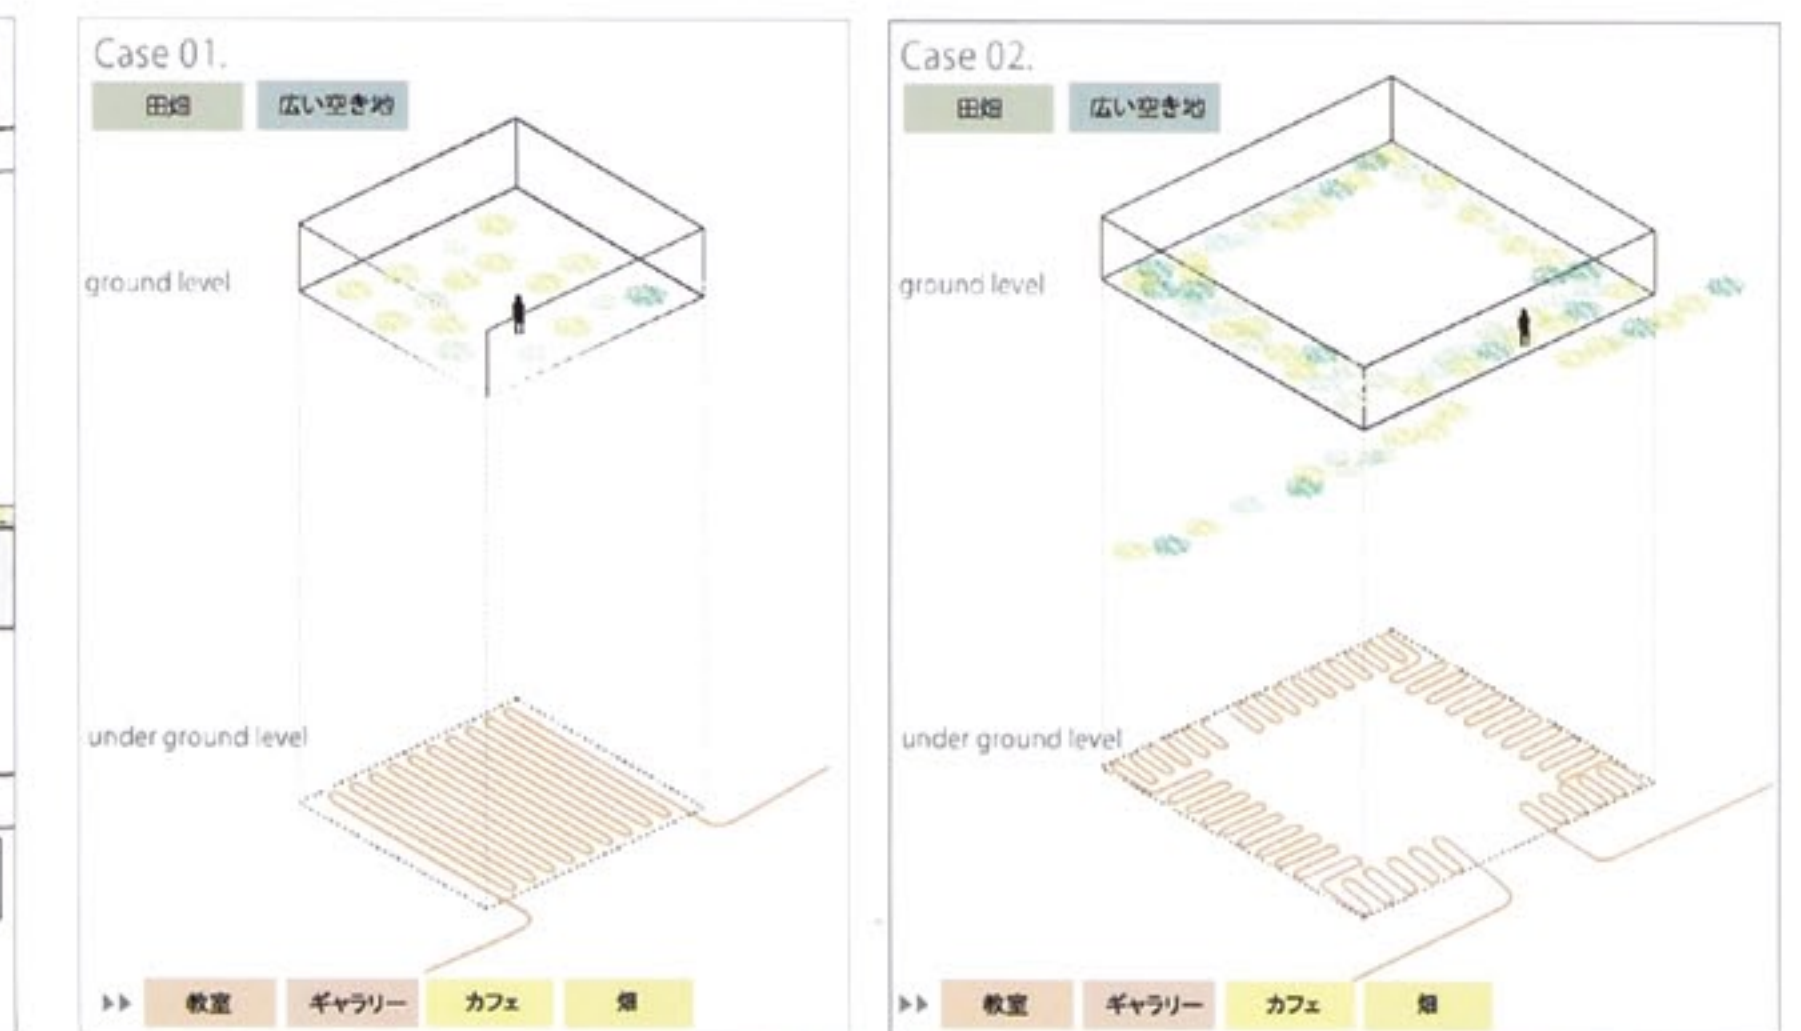 Case 01.
田畑 広い空き地
ground level
under ground level
教室 ギャラリー カフェ 畑
Case 02.
田畑 広い空き地
ground level
under ground level
教室 ギャラリー カフェ 畑